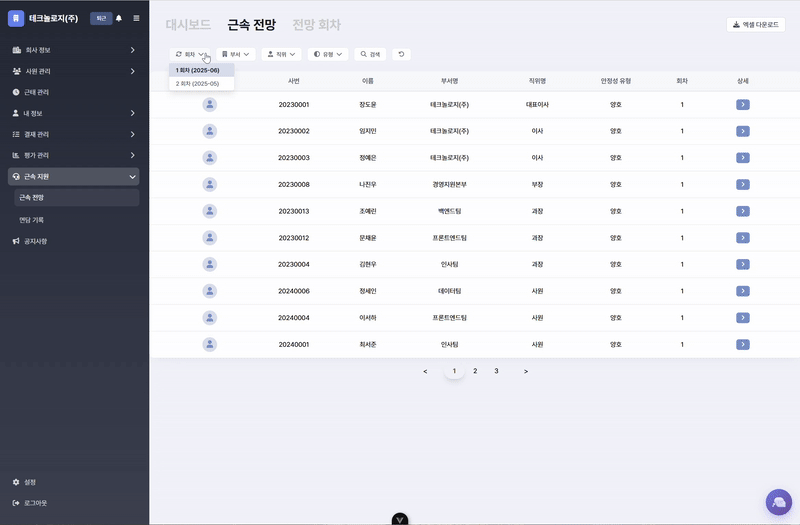 테크놀로지(주) 퇴근
회사 정보
사원 관리
근태 관리
내 정보
결재 관리
평가 관리
근속 지원
근속 전망
면담 기록
공지사항
설정
로그아웃
대시보드 근속 전망 전망 회차
엑셀 다운로드
회차 부서 직위 유형 검색
1 회차 (2025-06)
2 회차 (2025-05)
사번 이름 부서명 직위명 안정성 유형 회차 상세
20230001 장도윤 테크놀로지(주) 대표이사 양호 1
20230002 임지민 테크놀로지(주) 이사 양호 1
20230003 정예은 테크놀로지(주) 이사 양호 1
20230008 나진우 경영지원본부 부장 양호 1
20230013 조예린 백엔드팀 과장 양호 1
20230012 문채윤 프론트엔드팀 과장 양호 1
20230004 김현우 인사팀 과장 양호 1
20240006 정세인 데이터팀 사원 양호 1
20240004 이서하 프론트엔드팀 사원 양호 1
20240001 최서준 인사팀 사원 양호 1
< 1 2 3 >